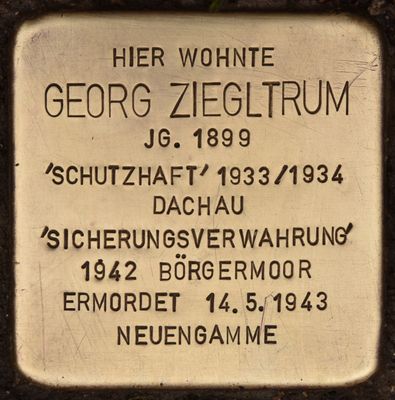 HIER WOHNTE
GEORG ZIEGLTRUM
JG. 1899
'SCHUTZHAFT' 1933/1934
DACHAU
'SICHERUNGSVERWAHRUNG'
1942 BÖRGERMOOR
ERMORDET 14.5.1943
NEUENGAMME